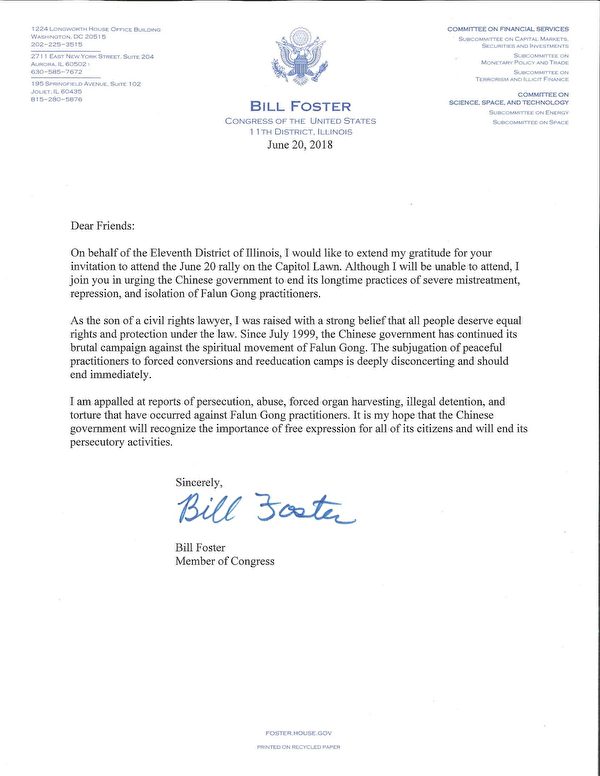 1224 LONGWORTH HOUSE OFFICE BUILDING
WASHINGTON, DC 20515
202-225-3515
2711 EAST NEW YORK STREET, SUITE 204
AURORA, IL 60502
630-585-7672
195 SPRINGFIELD AVENUE, SUITE 102
JOLIET, IL 60435
815-280-5876
BILL FOSTER
CONGRESS OF THE UNITED STATES
11TH DISTRICT, ILLINOIS
June 20, 2018
COMMITTEE ON FINANCIAL SERVICES
SUBCOMMITTEE ON CAPITAL MARKETS,
SECURITIES AND INVESTMENTS
SUBCOMMITTEE ON
MONETARY POLICY AND TRADE
SUBCOMMITTEE ON
TERRORISM AND ILLICIT FINANCE
COMMITTEE ON
SCIENCE, SPACE, AND TECHNOLOGY
SUBCOMMITTEE ON ENERGY
SUBCOMMITTEE ON SPACE
Dear Friends:
On behalf of the Eleventh District of Illinois, I would like to extend my gratitude for your
invitation to attend the June 20 rally on the Capitol Lawn. Although I will be unable to attend, I
join you in urging the Chinese government to end its longtime practices of severe mistreatment,
repression, and isolation of Falun Gong practitioners.
As the son of a civil rights lawyer, I was raised with a strong belief that all people deserve equal
rights and protection under the law. Since July 1999, the Chinese government has continued its
brutal campaign against the spiritual movement of Falun Gong. The subjugation of peaceful
practitioners to forced conversions and reeducation camps is deeply disconcerting and should
end immediately.
I am appalled at reports of persecution, abuse, forced organ harvesting, illegal detention, and
torture that have occurred against Falun Gong practitioners. It is my hope that the Chinese
government will recognize the importance of free expression for all of its citizens and will end its
persecutory activities.
Sincerely,
Bill Foster
Bill Foster
Member of Congress
FOSTER.HOUSE.GOV
PRINTED ON RECYCLED PAPER